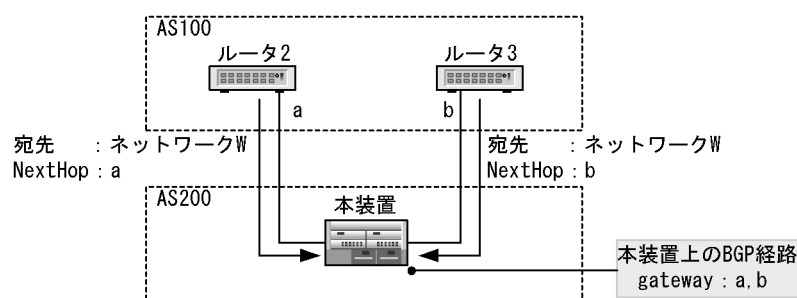 AS100
ルータ2
ルータ3
a
b
宛先　　：ネットワークW
NextHop：a
宛先　　：ネットワークW
NextHop：b
AS200
本装置
本装置上のBGP経路
gateway：a,b